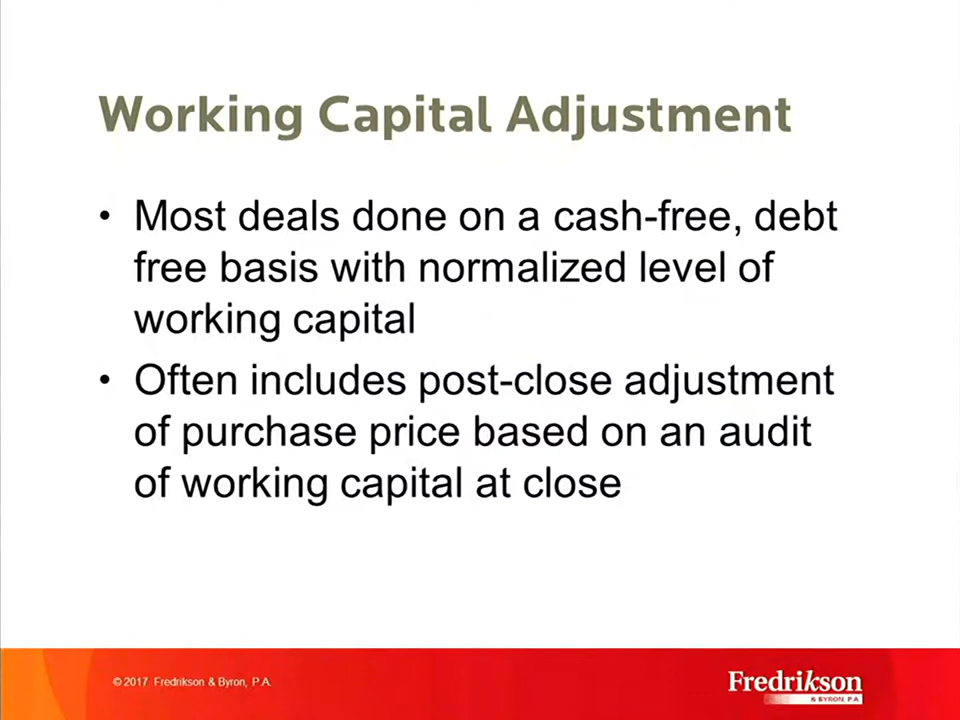 Working Capital Adjustment
• Most deals done on a cash-free, debt
free basis with normalized level of
working capital
• Often includes post-close adjustment
of purchase price based on an audit
of working capital at close
© 2017 Fredrikson & Byron, P.A.
Fredrikson
& BYRON, P.A.